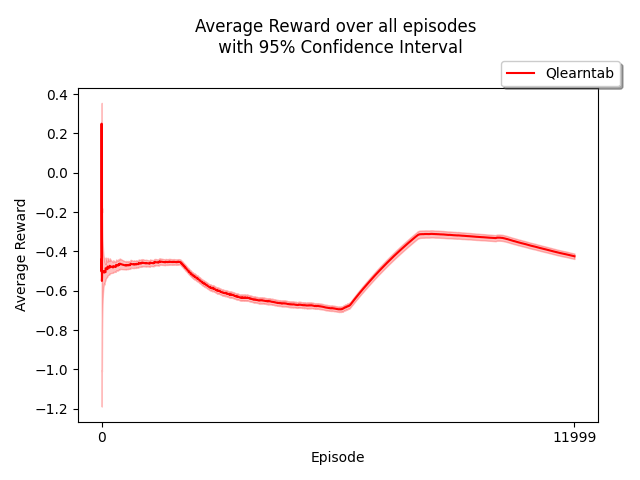 Average Reward over all episodes
with 95% Confidence Interval
Qlearntab
0.4
0.2
0.0
−0.2
−0.4
−0.6
−0.8
−1.0
−1.2
Average Reward
0
11999
Episode